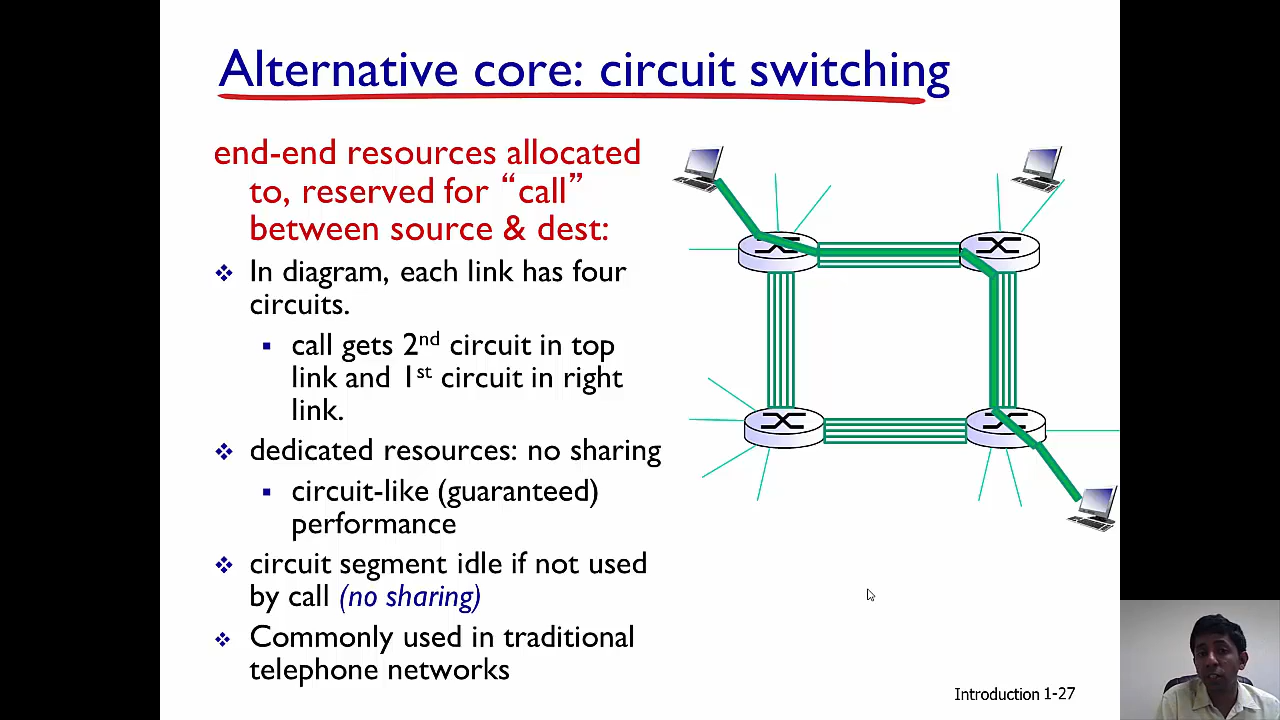 Alternative core: circuit switching
end-end resources allocated
to, reserved for “call”
between source & dest:
In diagram, each link has four
circuits.
call gets 2nd circuit in top
link and 1st circuit in right
link.
dedicated resources: no sharing
circuit-like (guaranteed)
performance
circuit segment idle if not used
by call (no sharing)
Commonly used in traditional
telephone networks
Introduction 1-27